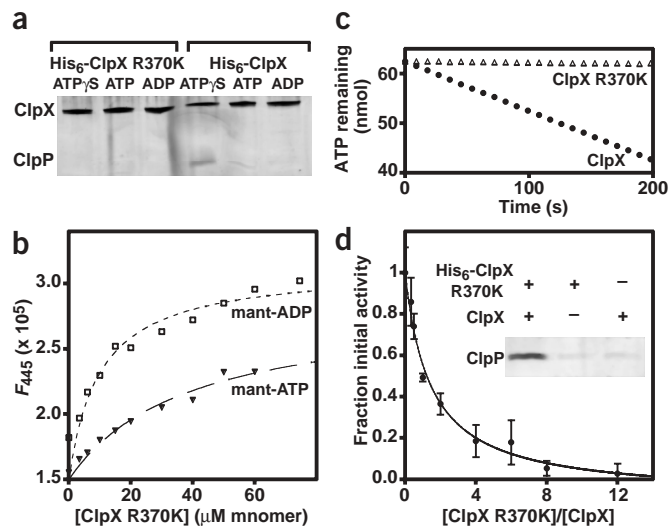 a
His6-ClpX R370K His6-ClpX
ATPγS ATP ADP ATPγS ATP ADP
ClpX
ClpP
b
3.0
2.5
2.0
1.5
F445 (x 10^5)
mant-ADP
mant-ATP
0 20 40 60
[ClpX R370K] (μM mnomer)
c
60
50
40
ATP remaining
(nmol)
ClpX R370K
ClpX
0 100 200
Time (s)
d
1
0.8
0.6
0.4
0.2
0.0
Fraction initial activity
His6-ClpX + + –
R370K
ClpX + – +
ClpP
0 4 8 12
[ClpX R370K]/[ClpX]